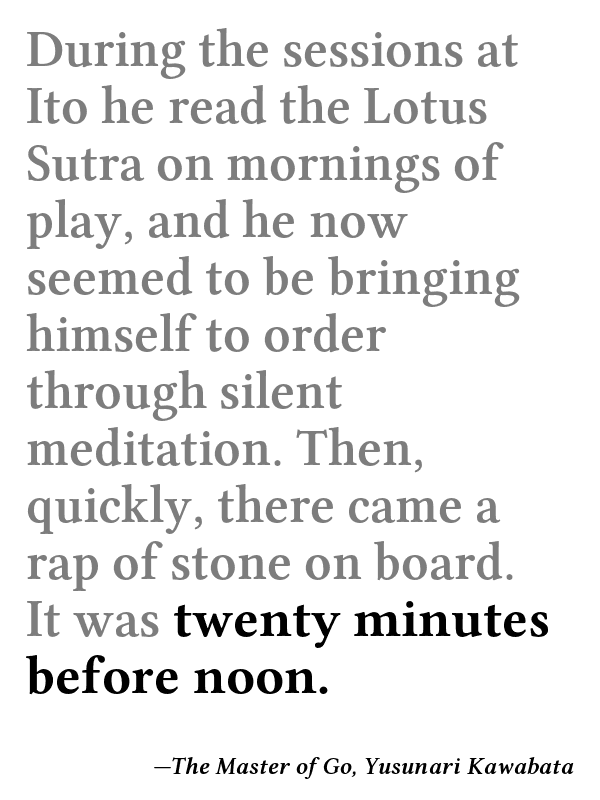 During the sessions at
Ito he read the Lotus
Sutra on mornings of
play, and he now
seemed to be bringing
himself to order
through silent
meditation. Then,
quickly, there came a
rap of stone on board.
It was twenty minutes
before noon.
—The Master of Go, Yusunari Kawabata